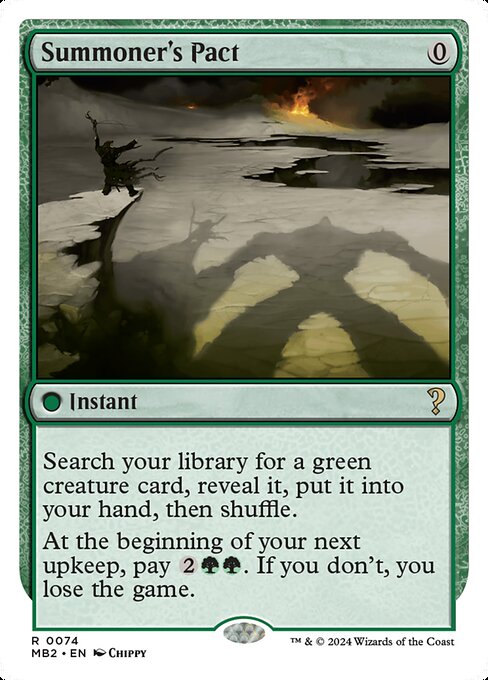 Summoner's Pact 0
Instant
Search your library for a green
creature card, reveal it, put it into
your hand, then shuffle.
At the beginning of your next
upkeep, pay 2. If you don't, you
lose the game.
R 0074
MB2 • EN Chippy
™ & © 2024 Wizards of the Coast